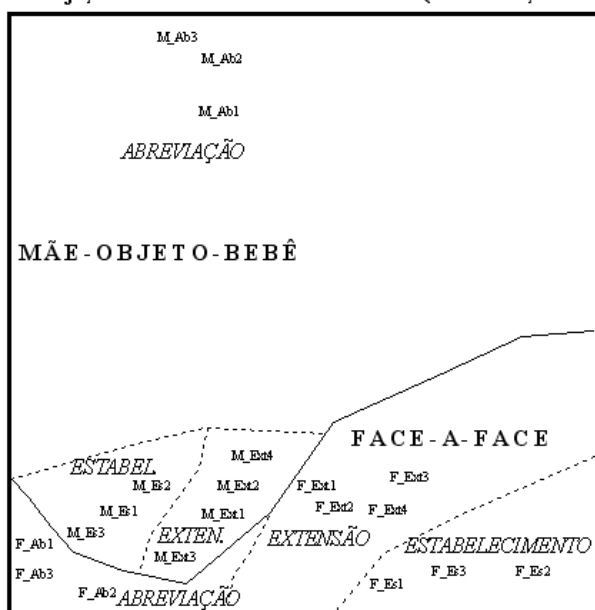 M_Ab3
M_Ab2
M_Ab1
ABREVIAÇÃO
MÃE-OBJETO-BEBÊ
FACE-A-FACE
M_Ext4
ESTABEL
F_Ext3
M_Es2
M_Ext2
F_Ext1
F_Ext2
F_Ext4
M_Es1
M_Ext1
M_Es3
EXTEN.
EXTENSÃO
F_Ab1
M_Ext3
ESTABELECIMENTO
F_Ab3
F_Es3
F_Es2
F_Es1
F_Ab2
ABREVIAÇÃO